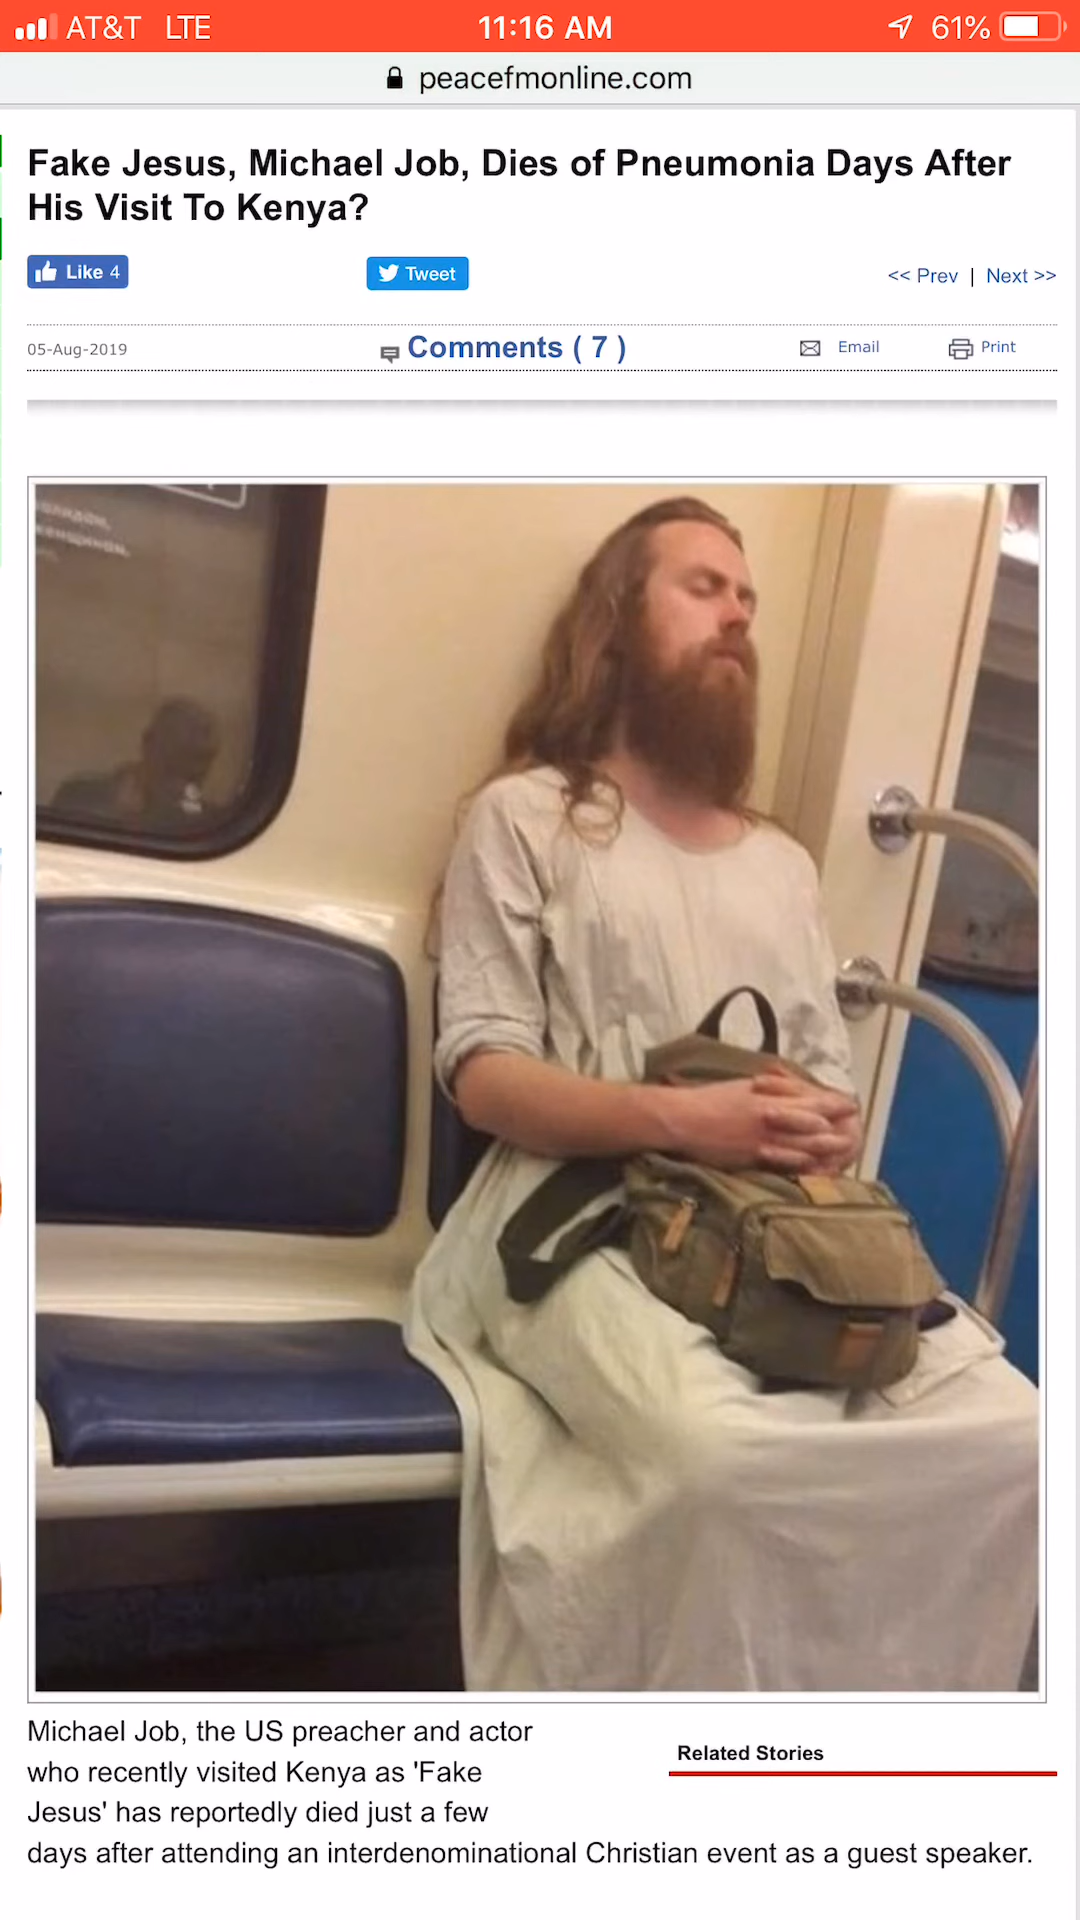 AT&T LTE 11:16 AM 61%
peacefmonline.com
Fake Jesus, Michael Job, Dies of Pneumonia Days After
His Visit To Kenya?
Like 4 Tweet << Prev | Next >>
05-Aug-2019 Comments ( 7 ) Email Print
Michael Job, the US preacher and actor
who recently visited Kenya as 'Fake
Jesus' has reportedly died just a few
days after attending an interdenominational Christian event as a guest speaker.
Related Stories